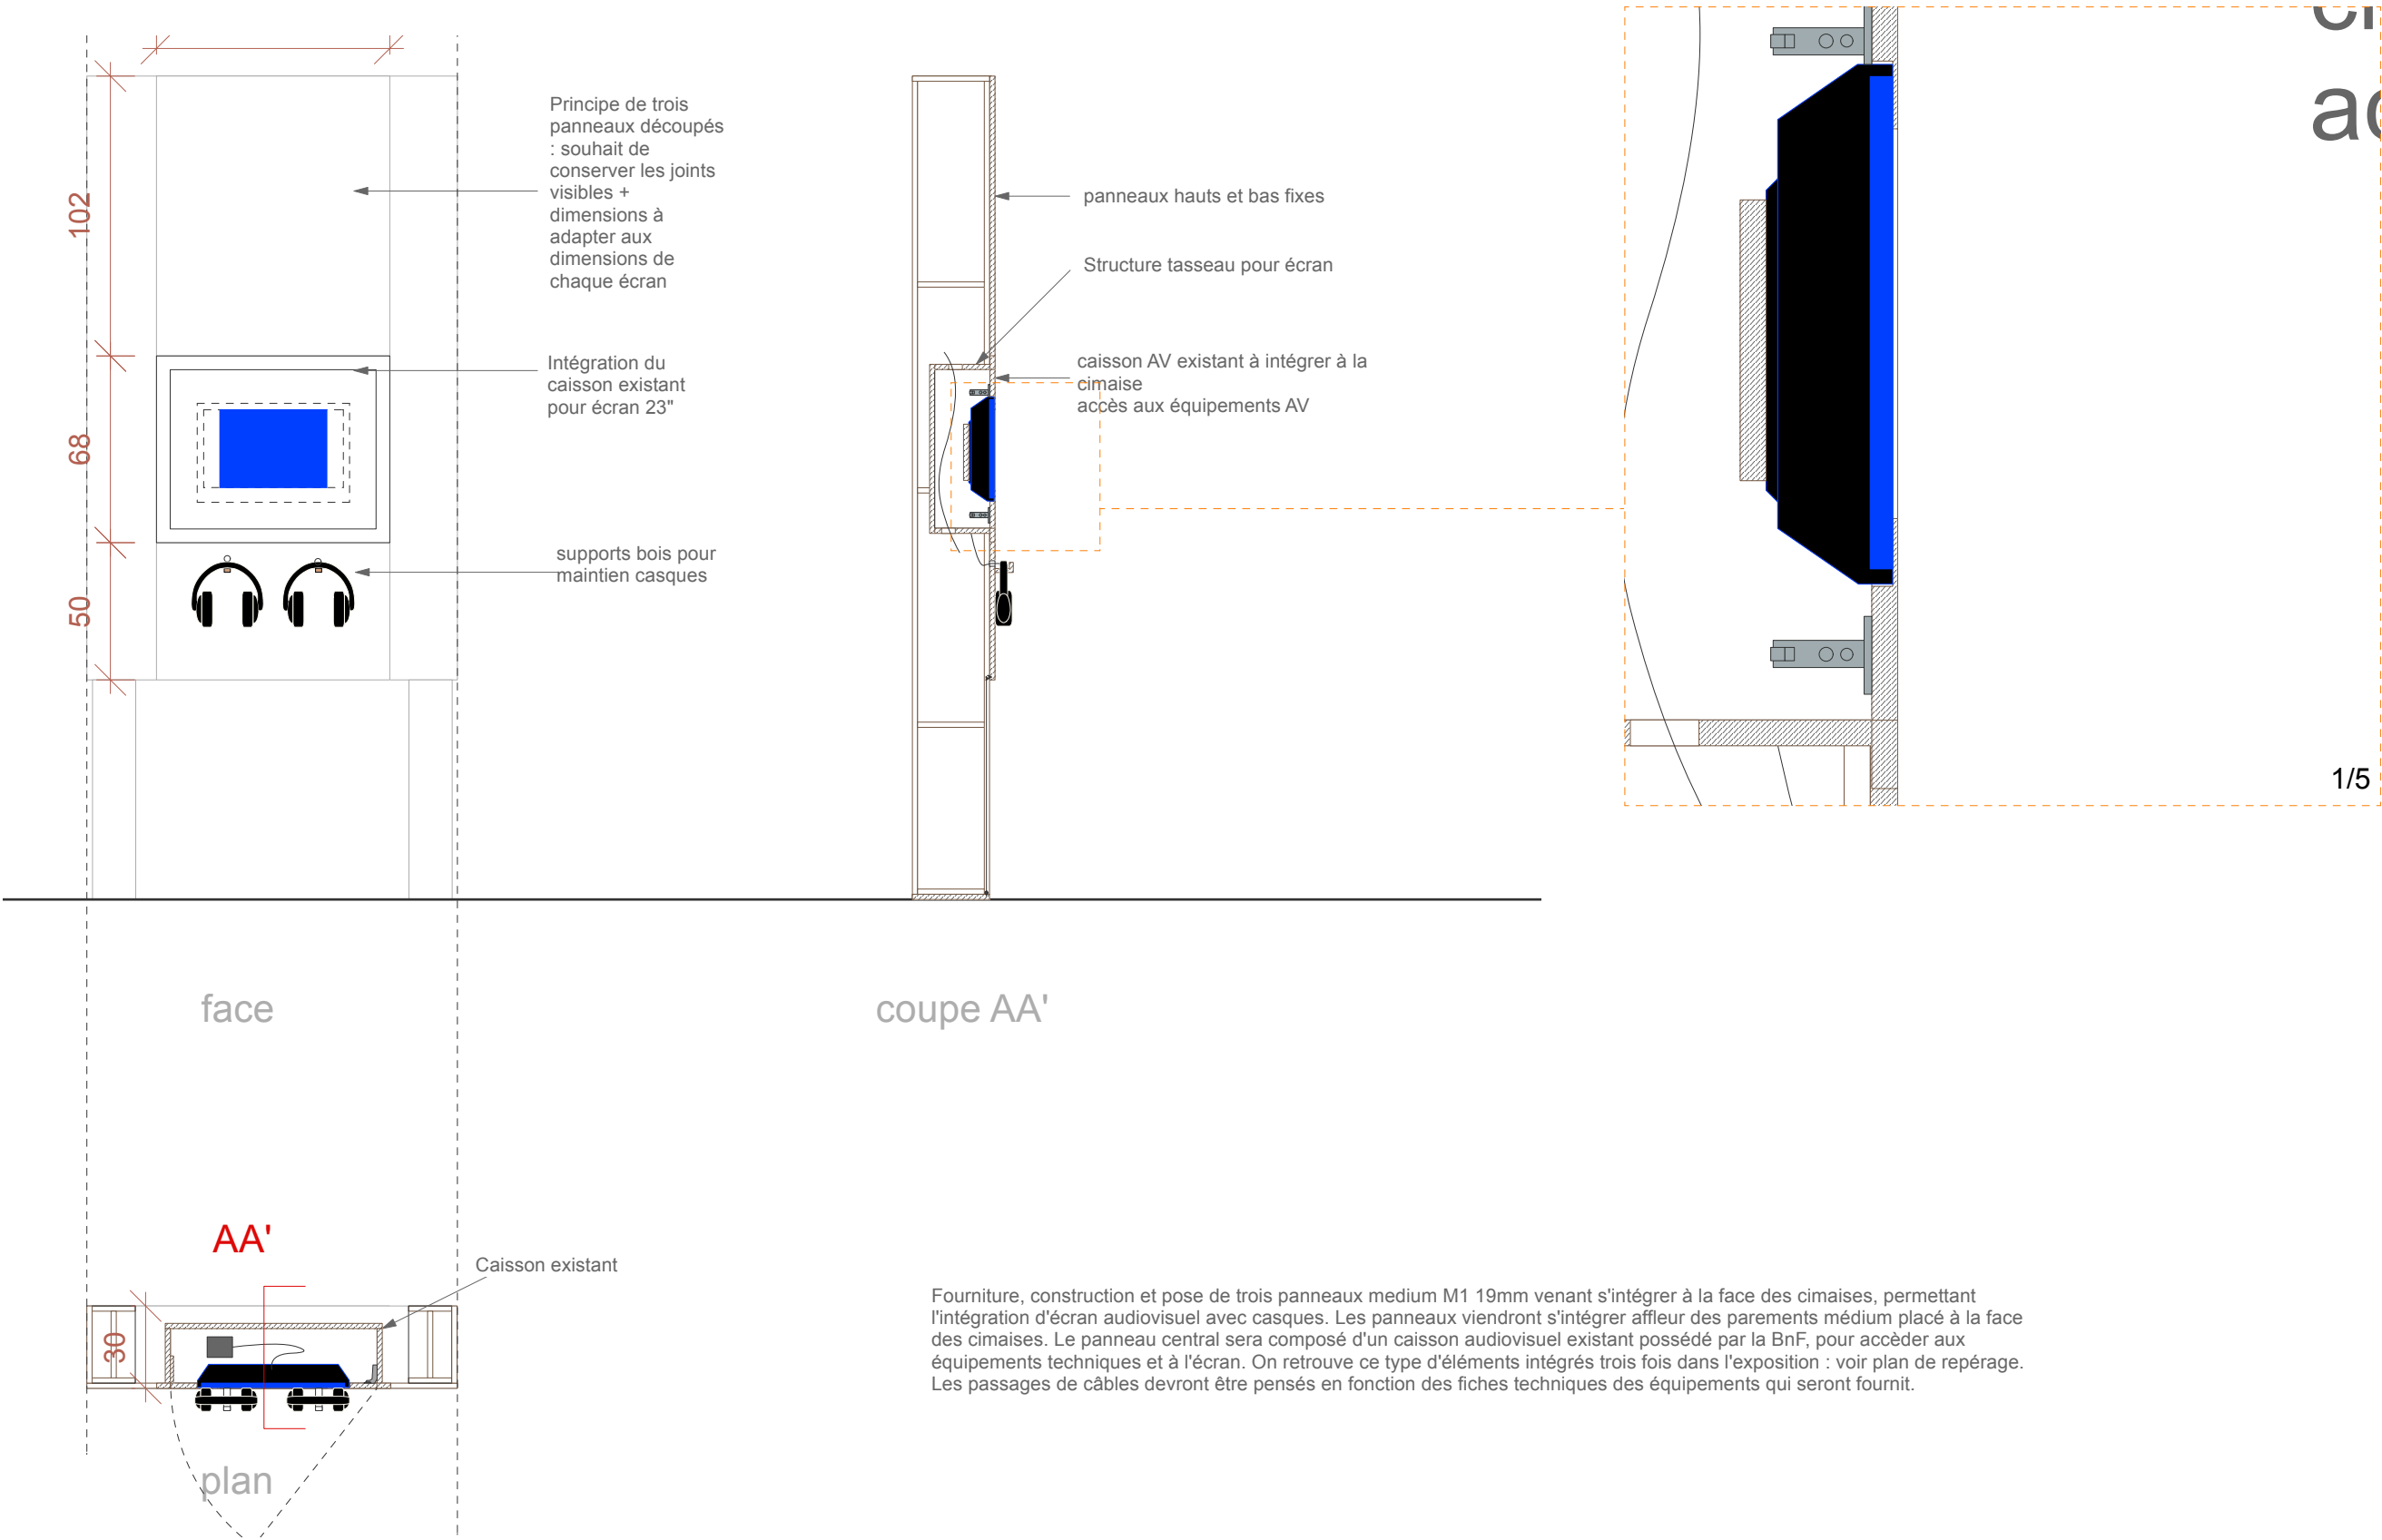 Principe de trois
panneaux découpés
: souhait de
conserver les joints
visibles +
dimensions à
adapter aux
dimensions de
chaque écran
102
Intégration du
caisson existant
pour écran 23"
68
supports bois pour
maintien casques
50
panneaux hauts et bas fixes
Structure tasseau pour écran
caisson AV existant à intégrer à la
cimaise
accès aux équipements AV
1/5
face
coupe AA'
AA'
Caisson existant
30
plan
Fourniture, construction et pose de trois panneaux medium M1 19mm venant s'intégrer à la face des cimaises, permettant
l'intégration d'écran audiovisuel avec casques. Les panneaux viendront s'intégrer affleur des parements médium placé à la face
des cimaises. Le panneau central sera composé d'un caisson audiovisuel existant possédé par la BnF, pour accèder aux
équipements techniques et à l'écran. On retrouve ce type d'éléments intégrés trois fois dans l'exposition : voir plan de repérage.
Les passages de câbles devront être pensés en fonction des fiches techniques des équipements qui seront fournit.